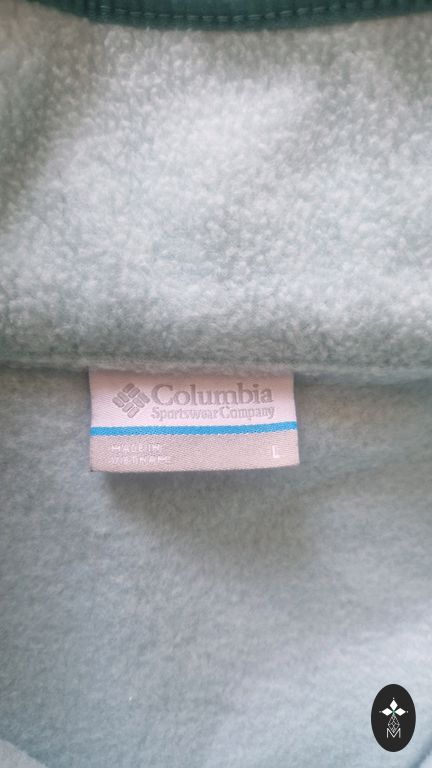 Columbia
Sportswear Company
MADE IN
VIETNAM
L
M